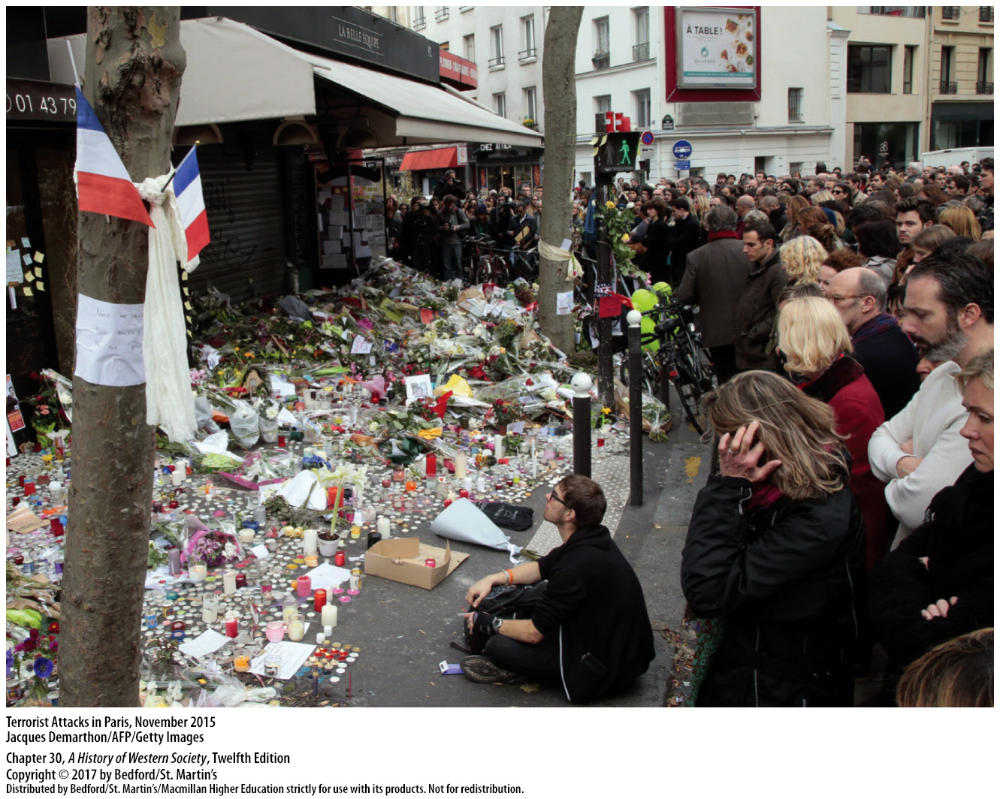 LA BELLE ÉQUIPE
À TABLE !
01 43 79
CHEZ ATTILA
Terrorist Attacks in Paris, November 2015
Jacques Demarthon/AFP/Getty Images
Chapter 30, A History of Western Society, Twelfth Edition
Copyright © 2017 by Bedford/St. Martin's
Distributed by Bedford/St. Martin's/Macmillan Higher Education strictly for use with its products. Not for redistribution.